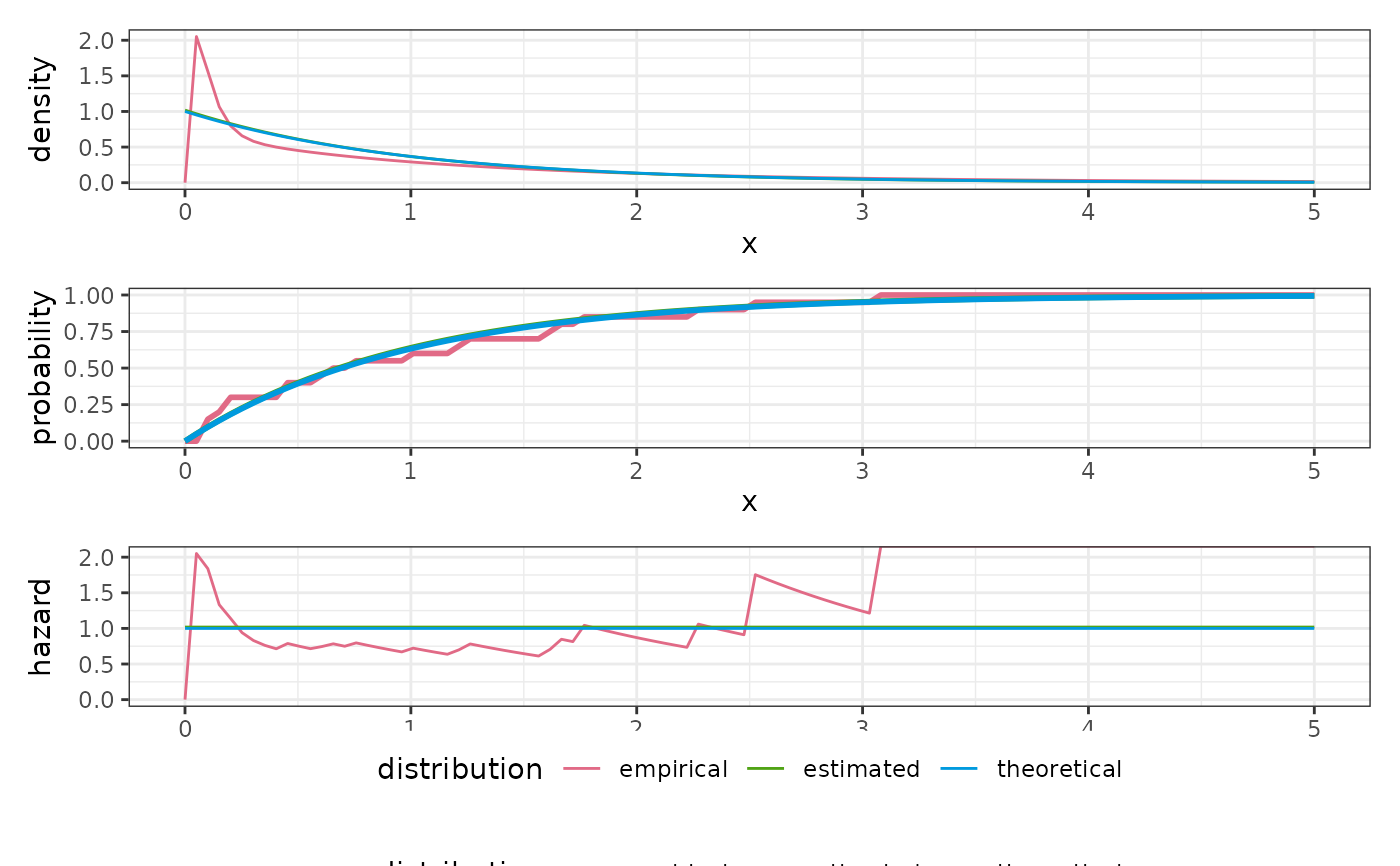 density
2.0
1.5
1.0
0.5
0.0
0 1 2 3 4 5
x
probability
1.00
0.75
0.50
0.25
0.00
0 1 2 3 4 5
x
hazard
2.0
1.5
1.0
0.5
0.0
0 1 2 3 4 5
distribution empirical estimated theoretical